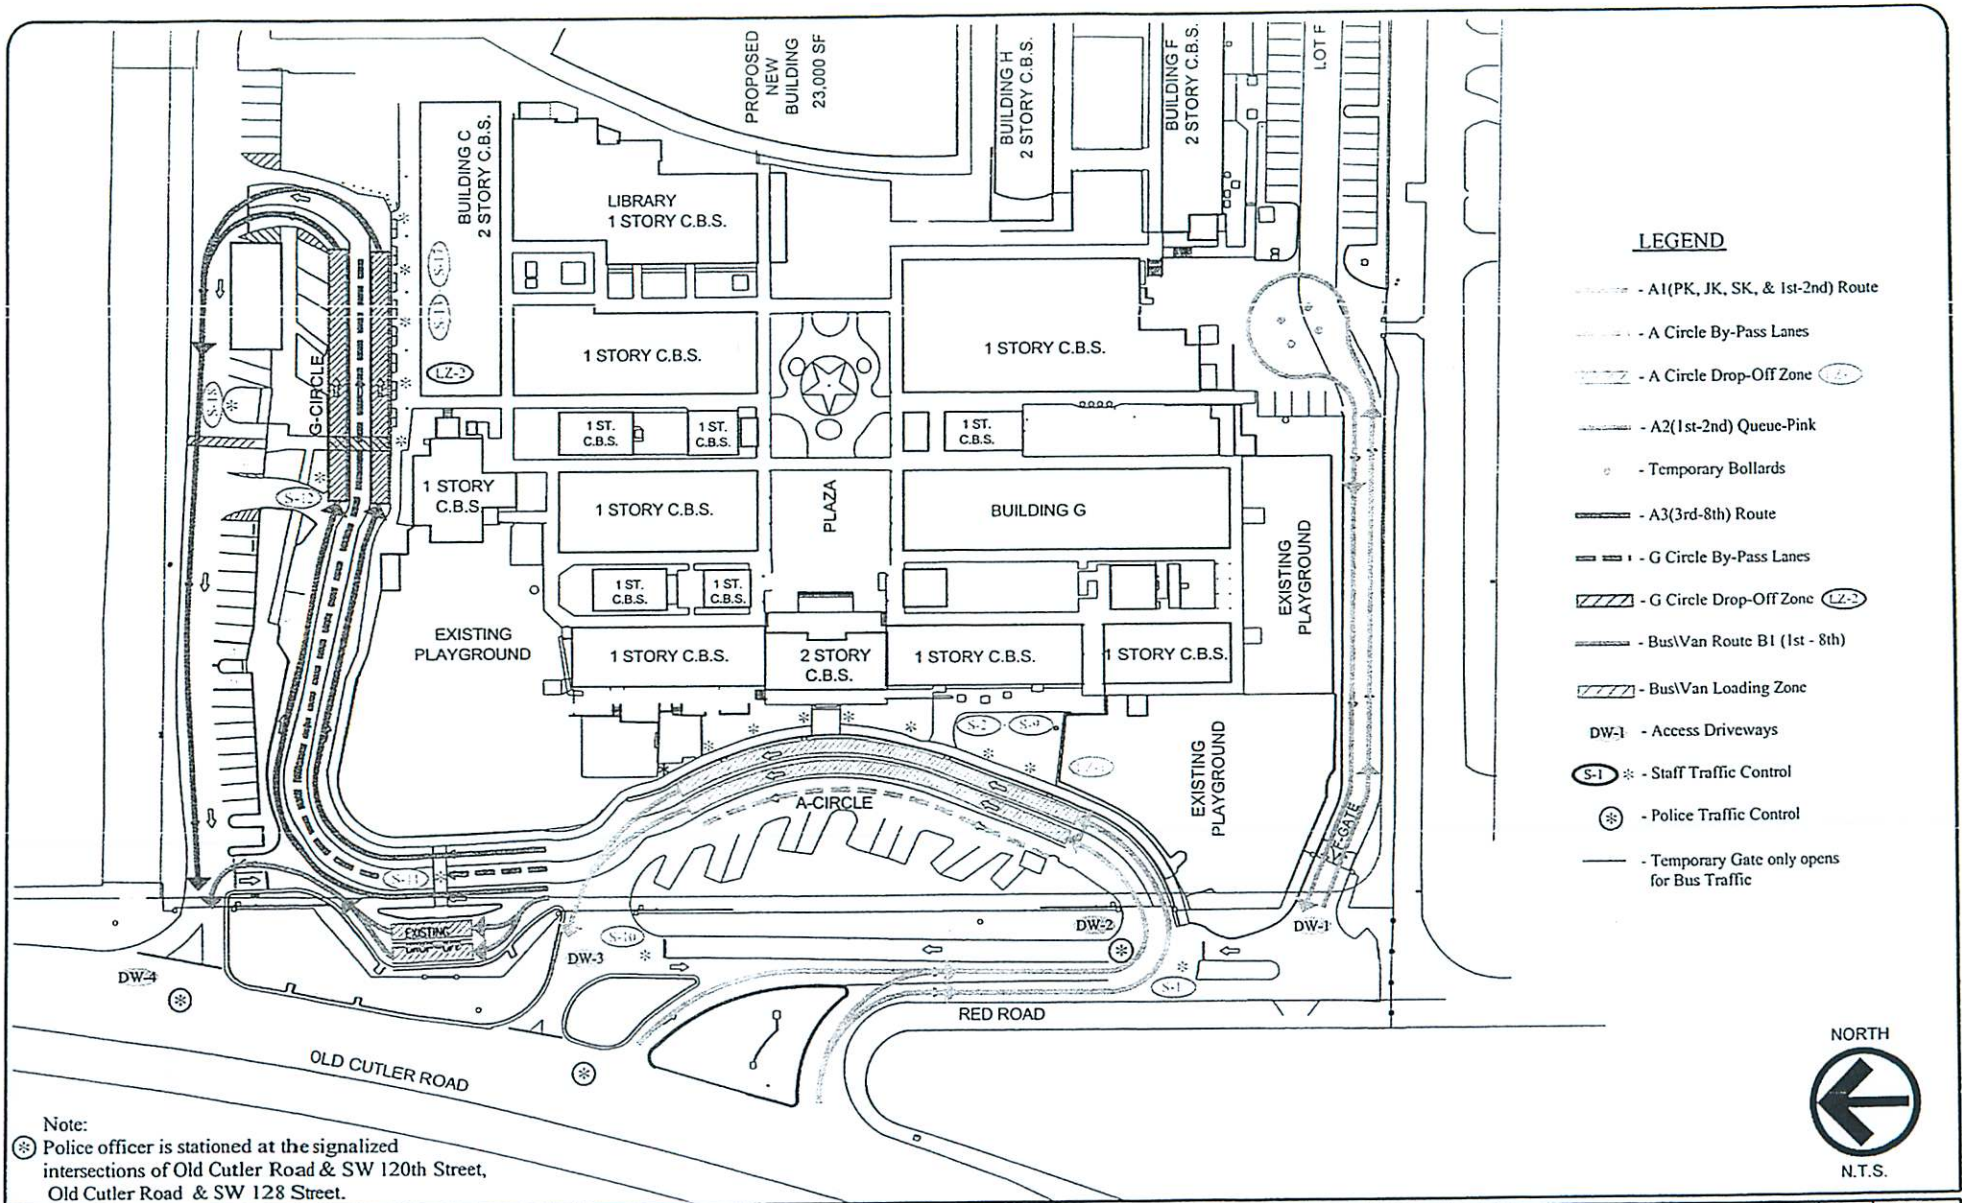 PROPOSED
NEW
BUILDING
23,000 SF
BUILDING H
2 STORY C.B.S.
BUILDING F
2 STORY C.B.S.
LOT F
BUILDING C
2 STORY C.B.S.
LIBRARY
1 STORY C.B.S.
LZ-2
G-CIRCLE
1 STORY C.B.S.
1 STORY C.B.S.
S-13
1 ST.
C.B.S.
1 ST.
C.B.S.
1 ST.
C.B.S.
S-12
1 STORY
C.B.S.
1 STORY C.B.S.
PLAZA
BUILDING G
EXISTING
PLAYGROUND
1 ST.
C.B.S.
1 ST.
C.B.S.
EXISTING
PLAYGROUND
1 STORY C.B.S.
2 STORY
C.B.S.
1 STORY C.B.S.
1 STORY C.B.S.
S-2
S-9
EXISTING
PLAYGROUND
A-CIRCLE
F-GATE
S-11
EXISTING
DROP-OFF
DW-4
DW-3
S-10
DW-2
DW-1
S-1
RED ROAD
OLD CUTLER ROAD
LEGEND
- A1(PK, JK, SK, & 1st-2nd) Route
- A Circle By-Pass Lanes
- A Circle Drop-Off Zone
- A2(1st-2nd) Queue-Pink
- Temporary Bollards
- A3(3rd-8th) Route
- G Circle By-Pass Lanes
- G Circle Drop-Off Zone LZ-2
- Bus\Van Route B1 (1st - 8th)
- Bus\Van Loading Zone
DW-1 - Access Driveways
S-1 * - Staff Traffic Control
- Police Traffic Control
- Temporary Gate only opens
for Bus Traffic
NORTH
N.T.S.
Note:
Police officer is stationed at the signalized
intersections of Old Cutler Road & SW 120th Street,
Old Cutler Road & SW 128 Street.